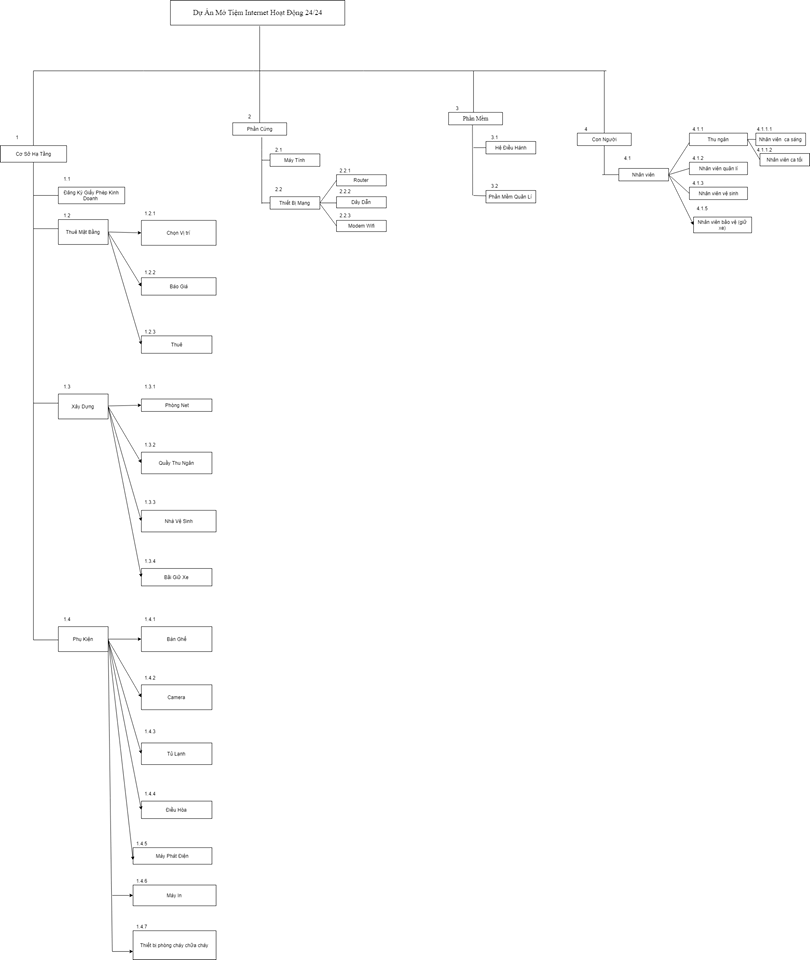 Dự Án Mở Tiệm Internet Hoạt Động 24/24
1
Cơ Sở Hạ Tầng
1.1
Đăng Ký Giấy Phép Kinh
Doanh
1.2
Thuê Mặt Bằng
1.2.1
Chọn Vị trí
1.2.2
Báo Giá
1.2.3
Thuê
1.3
Xây Dựng
1.3.1
Phòng Net
1.3.2
Quầy Thu Ngân
1.3.3
Nhà Vệ Sinh
1.3.4
Bãi Giữ Xe
1.4
Phụ Kiện
1.4.1
Bàn Ghế
1.4.2
Camera
1.4.3
Tủ Lạnh
1.4.4
Điều Hòa
1.4.5
Máy Phát Điện
1.4.6
Máy in
1.4.7
Thiết bị phòng cháy chữa cháy
2
Phần Cứng
2.1
Máy Tính
2.2
Thiết Bị Mạng
2.2.1
Router
2.2.2
Dây Dẫn
2.2.3
Modem Wifi
3
Phần Mềm
3.1
Hệ Điều Hành
3.2
Phần Mềm Quản Lí
4
Con Người
4.1
Nhân viên
4.1.1
Thu ngân
4.1.1.1
Nhân viên ca sáng
4.1.1.2
Nhân viên ca tối
4.1.2
Nhân viên quản lí
4.1.3
Nhân viên vệ sinh
4.1.5
Nhân viên bảo vệ (giữ
xe)